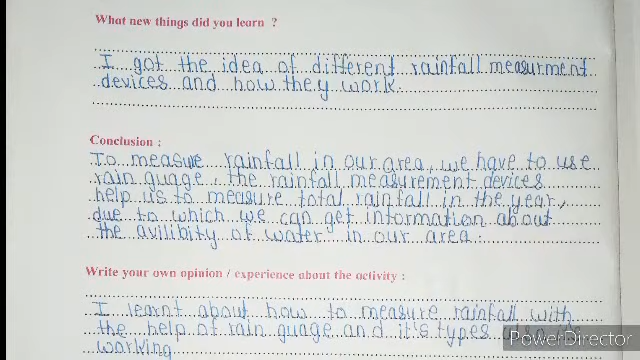 What new things did you learn ?
I got the idea of different rainfall measurment
devices and how they work.
Conclusion :
To measure rainfall in our area, we have to use
rain guage, the rainfall measurement devices
help us to measure total rainfall in the year,
due to which we can get information about
the avilibity of water in our area.
Write your own opinion / experience about the activity :
I learnt about how to measure rainfall with
the help of rain guage and it's types
working
PowerDirector